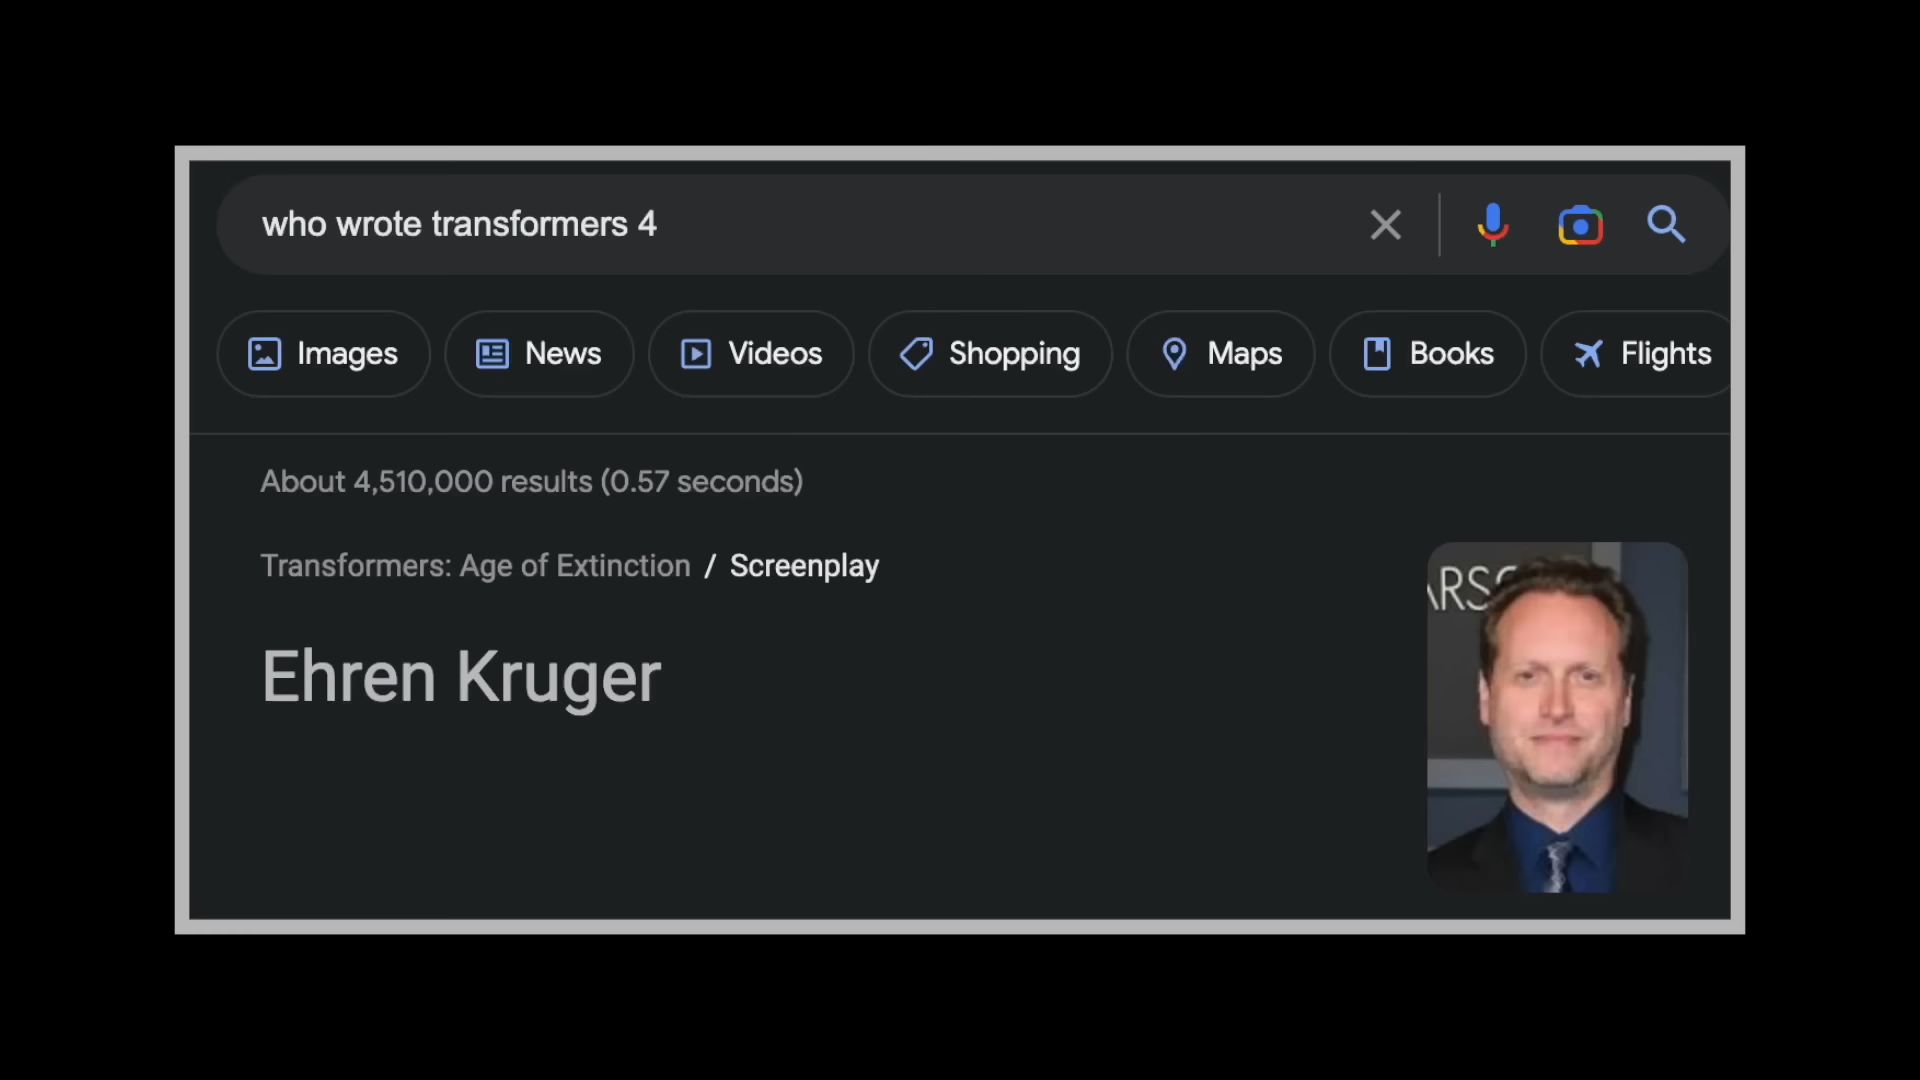 who wrote transformers 4
Images News Videos Shopping Maps Books Flights
About 4,510,000 results (0.57 seconds)
Transformers: Age of Extinction / Screenplay
ARS
Ehren Kruger